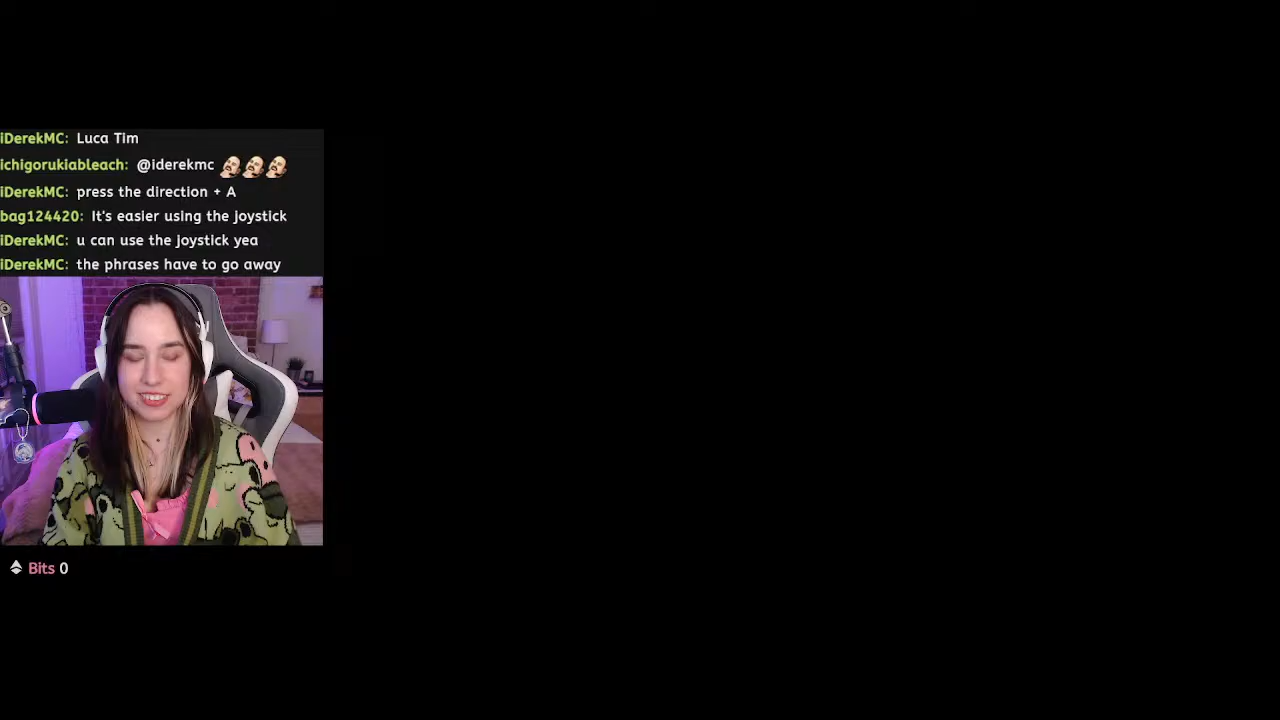 iDerekMC: Luca Tim
ichigorukiableach: @iderekmc
iDerekMC: press the direction + A
bag124420: It's easier using the joystick
iDerekMC: u can use the joystick yea
iDerekMC: the phrases have to go away
Bits 0